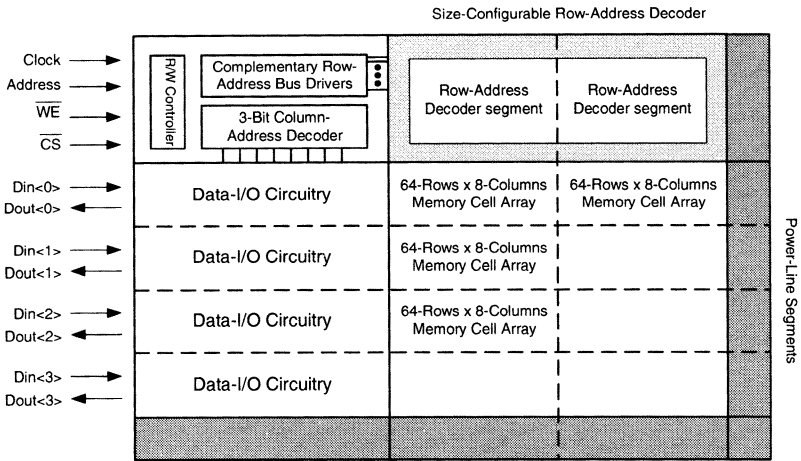 Size-Configurable Row-Address Decoder
Clock
Address
WE
CS
R/W Controller
Complementary Row-
Address Bus Drivers
3-Bit Column-
Address Decoder
Row-Address
Decoder segment
Row-Address
Decoder segment
Din<0>
Dout<0>
Data-I/O Circuitry
64-Rows x 8-Columns
Memory Cell Array
64-Rows x 8-Columns
Memory Cell Array
Din<1>
Dout<1>
Data-I/O Circuitry
64-Rows x 8-Columns
Memory Cell Array
Din<2>
Dout<2>
Data-I/O Circuitry
64-Rows x 8-Columns
Memory Cell Array
Din<3>
Dout<3>
Data-I/O Circuitry
Power-Line Segments